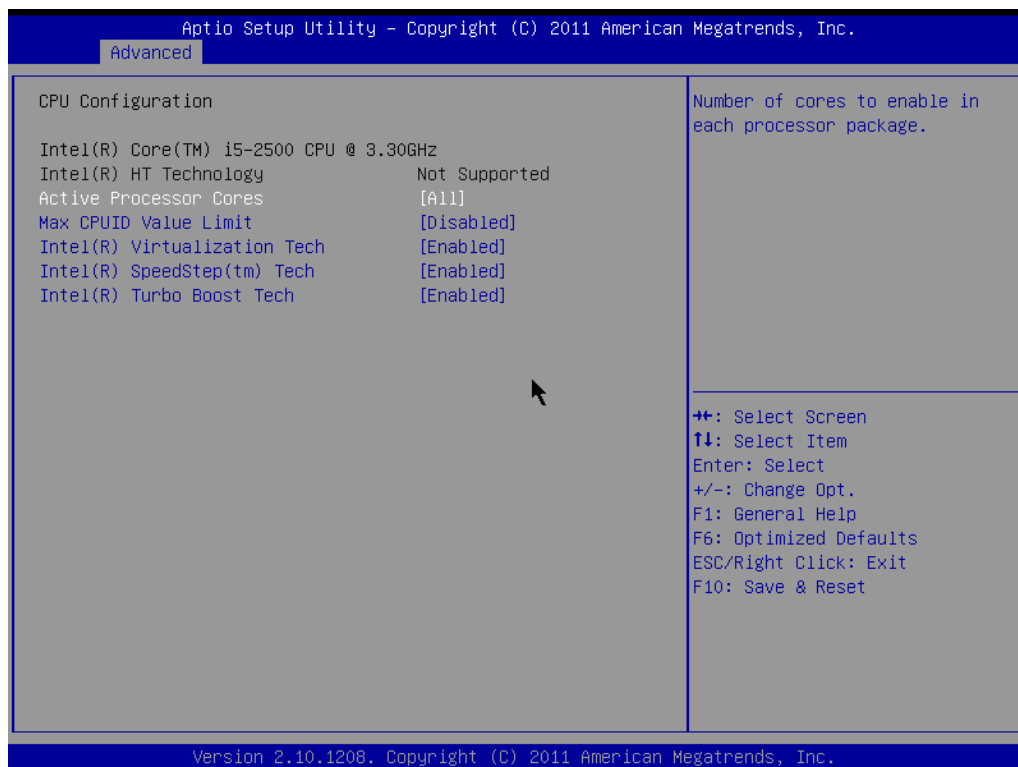 Aptio Setup Utility – Copyright (C) 2011 American Megatrends, Inc.
Advanced
CPU Configuration
Intel(R) Core(TM) i5-2500 CPU @ 3.30GHz
Intel(R) HT Technology Not Supported
Active Processor Cores [All]
Max CPUID Value Limit [Disabled]
Intel(R) Virtualization Tech [Enabled]
Intel(R) SpeedStep(tm) Tech [Enabled]
Intel(R) Turbo Boost Tech [Enabled]
Number of cores to enable in
each processor package.
→←: Select Screen
↑↓: Select Item
Enter: Select
+/-: Change Opt.
F1: General Help
F6: Optimized Defaults
ESC/Right Click: Exit
F10: Save & Reset
Version 2.10.1208. Copyright (C) 2011 American Megatrends, Inc.